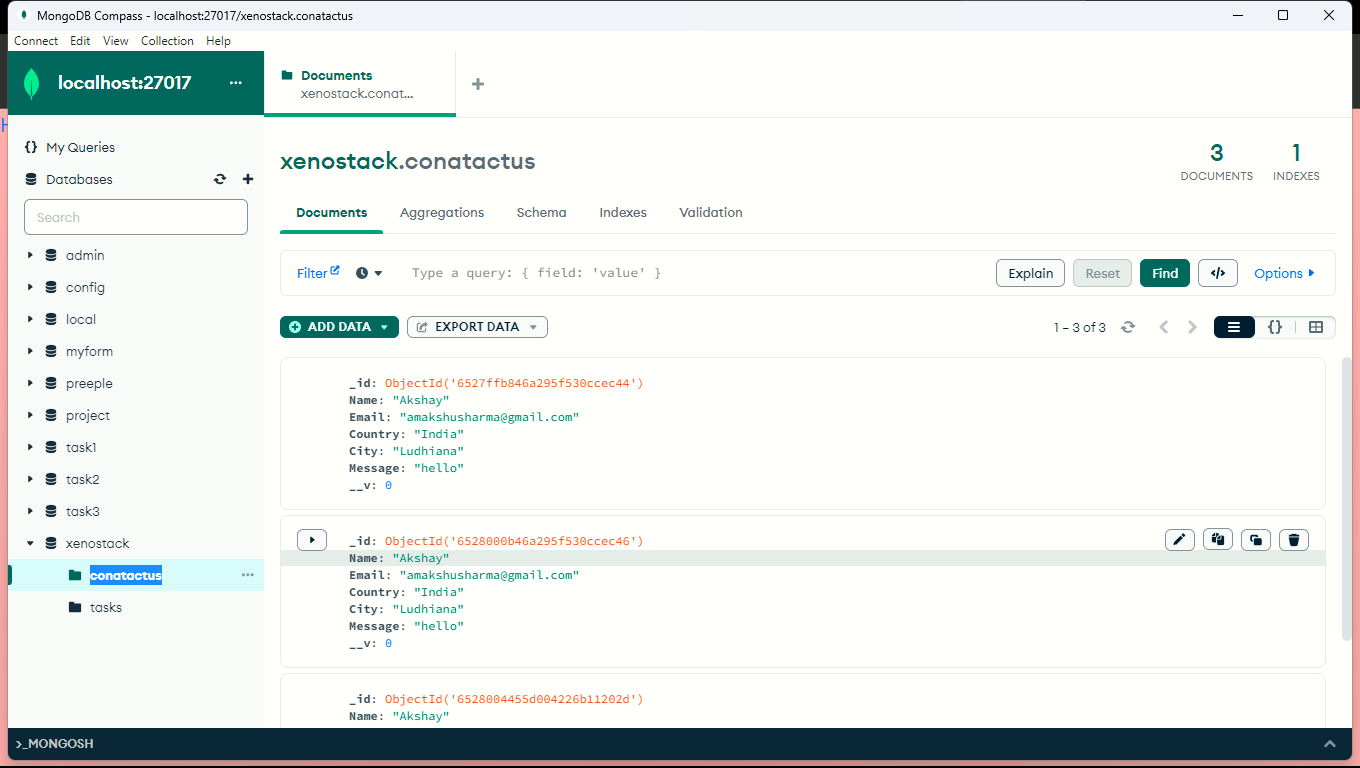 MongoDB Compass - localhost:27017/xenostack.conatactus
Connect Edit View Collection Help
localhost:27017 ...
Documents
xenostack.conat...
+
{} My Queries
Databases
Search
admin
config
local
myform
preeple
project
task1
task2
task3
xenostack
conatactus ...
tasks
xenostack.conatactus
3
DOCUMENTS
1
INDEXES
Documents Aggregations Schema Indexes Validation
Filter Type a query: { field: 'value' } Explain Reset Find </> Options
ADD DATA EXPORT DATA 1 – 3 of 3 {}
_id: ObjectId('6527ffb846a295f530ccec44')
Name: "Akshay"
Email: "amakshusharma@gmail.com"
Country: "India"
City: "Ludhiana"
Message: "hello"
__v: 0
_id: ObjectId('6528000b46a295f530ccec46')
Name: "Akshay"
Email: "amakshusharma@gmail.com"
Country: "India"
City: "Ludhiana"
Message: "hello"
__v: 0
_id: ObjectId('6528004455d004226b11202d')
Name: "Akshay"
>_MONGOSH